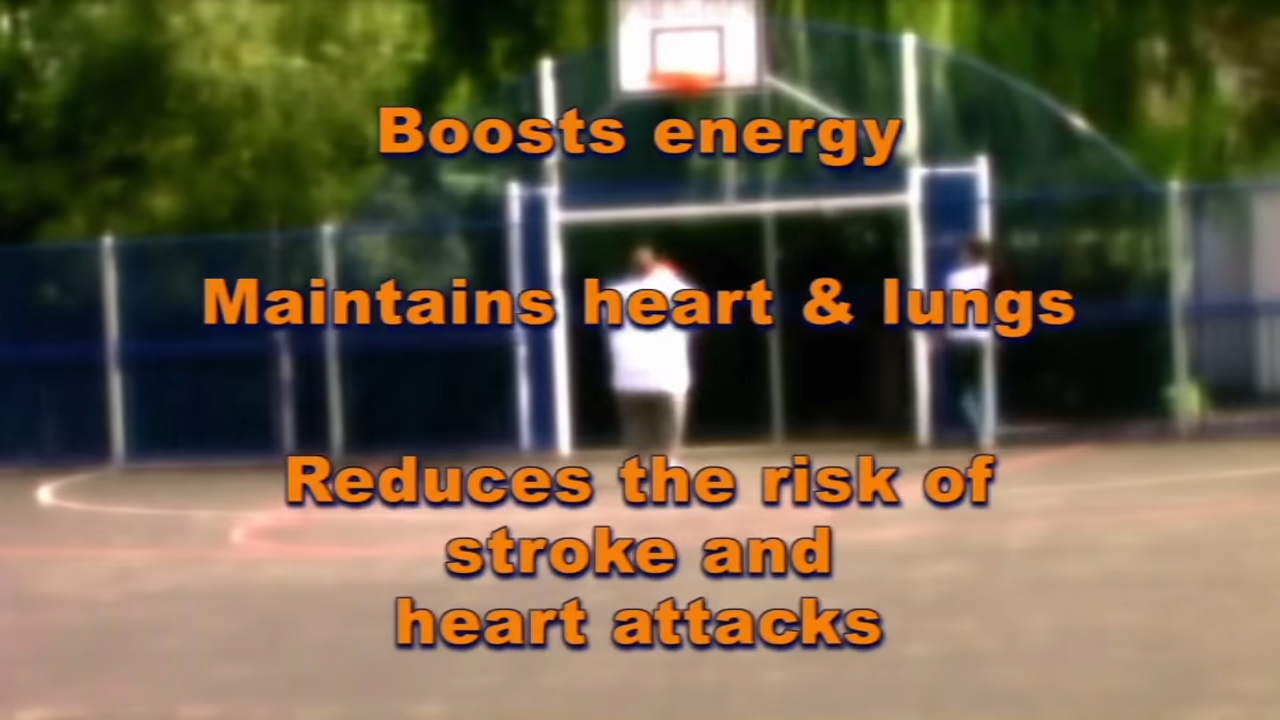 Boosts energy
Maintains heart & lungs
Reduces the risk of
stroke and
heart attacks